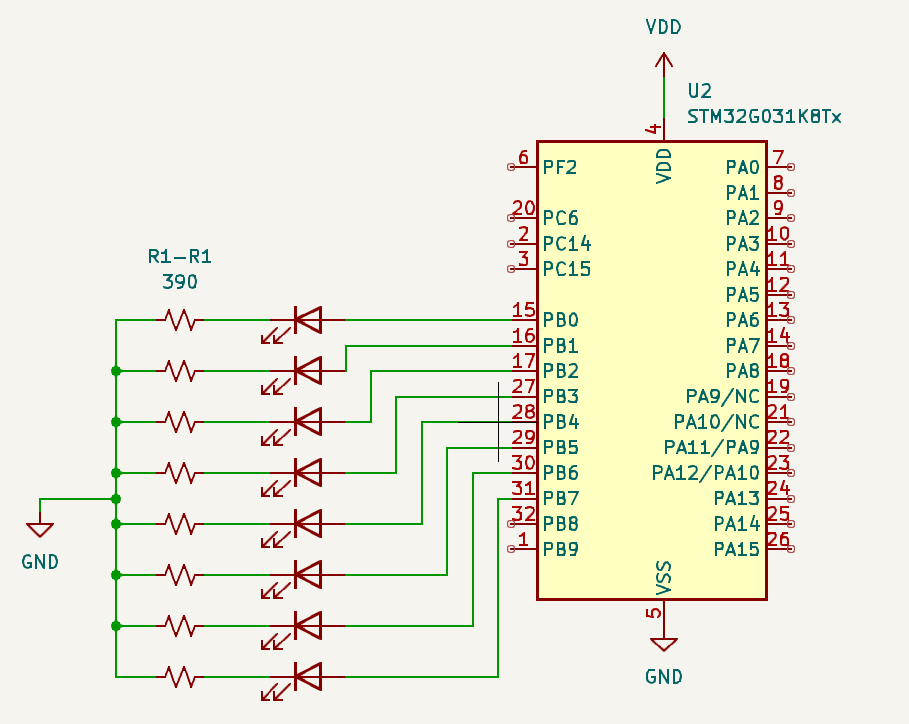 VDD
U2
STM32G031K8Tx
4
VDD
6 PF2
PA0 7
PA1 8
20 PC6
PA2 9
2 PC14
PA3 10
3 PC15
PA4 11
R1-R1
390
PA5 12
15 PB0
PA6 13
16 PB1
PA7 14
17 PB2
PA8 18
27 PB3
PA9/NC 19
28 PB4
PA10/NC 21
29 PB5
PA11/PA9 22
30 PB6
PA12/PA10 23
31 PB7
PA13 24
32 PB8
PA14 25
1 PB9
PA15 26
GND
VSS
5
GND